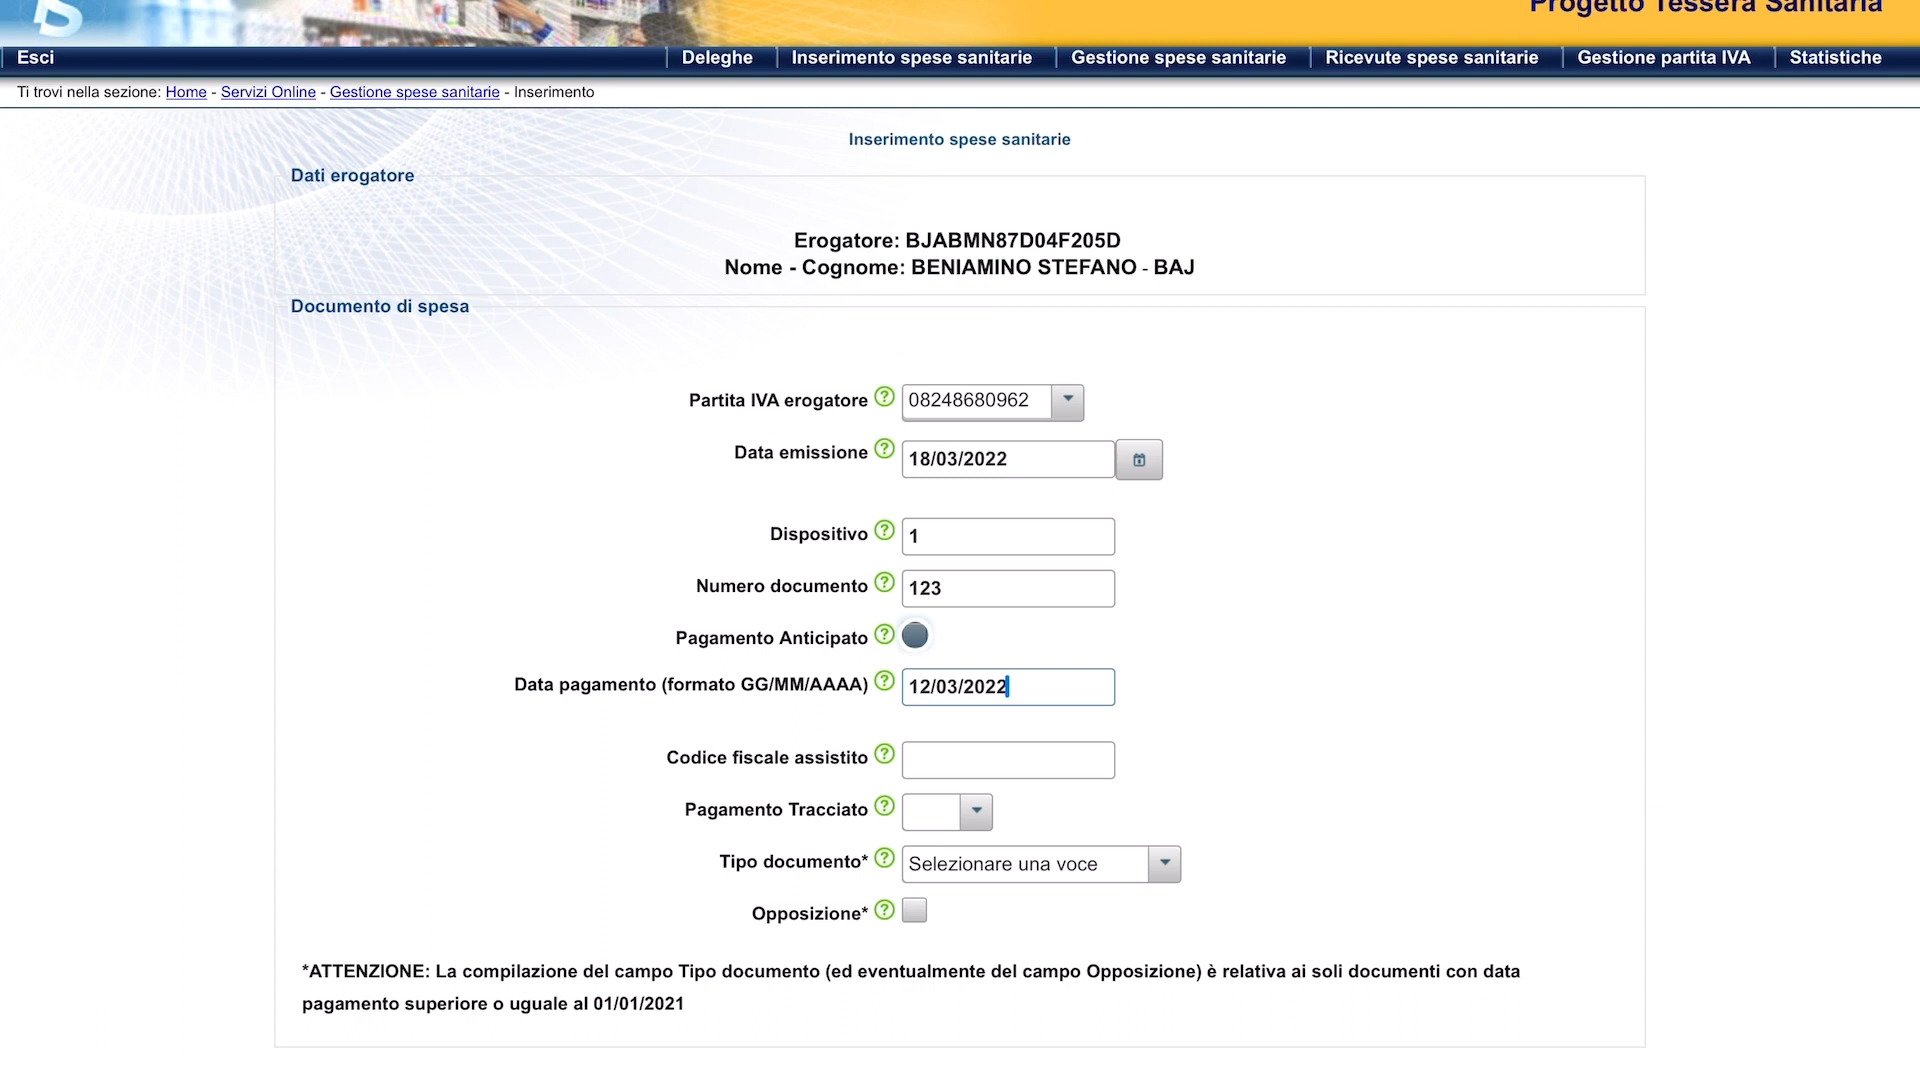 Progetto Tessera Sanitaria
Esci
Deleghe
Inserimento spese sanitarie
Gestione spese sanitarie
Ricevute spese sanitarie
Gestione partita IVA
Statistiche
Ti trovi nella sezione: Home - Servizi Online - Gestione spese sanitarie - Inserimento
Inserimento spese sanitarie
Dati erogatore
Erogatore: BJABMN87D04F205D
Nome - Cognome: BENIAMINO STEFANO - BAJ
Documento di spesa
Partita IVA erogatore ? 08248680962
Data emissione ? 18/03/2022
Dispositivo ? 1
Numero documento ? 123
Pagamento Anticipato ?
Data pagamento (formato GG/MM/AAAA) ? 12/03/2022
Codice fiscale assistito ?
Pagamento Tracciato ?
Tipo documento* ? Selezionare una voce
Opposizione* ?
*ATTENZIONE: La compilazione del campo Tipo documento (ed eventualmente del campo Opposizione) è relativa ai soli documenti con data
pagamento superiore o uguale al 01/01/2021